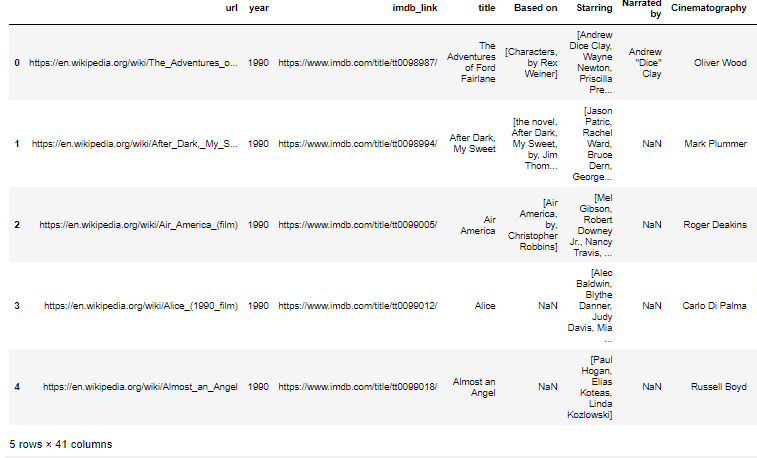 url year imdb_link title Based on Starring Narrated by Cinematography
0 https://en.wikipedia.org/wiki/The_Adventures_o... 1990 https://www.imdb.com/title/tt0098987/ The Adventures of Ford Fairlane [Characters, by Rex Weiner] [Andrew Dice Clay, Wayne Newton, Priscilla Pre... Andrew "Dice" Clay Oliver Wood
1 https://en.wikipedia.org/wiki/After_Dark,_My_S... 1990 https://www.imdb.com/title/tt0098994/ After Dark, My Sweet [the novel, After Dark, My Sweet, by, Jim Thom... [Jason Patric, Rachel Ward, Bruce Dern, George... NaN Mark Plummer
2 https://en.wikipedia.org/wiki/Air_America_(film) 1990 https://www.imdb.com/title/tt0099005/ Air America [Air America, by, Christopher Robbins] [Mel Gibson, Robert Downey Jr., Nancy Travis, ... NaN Roger Deakins
3 https://en.wikipedia.org/wiki/Alice_(1990_film) 1990 https://www.imdb.com/title/tt0099012/ Alice NaN [Alec Baldwin, Blythe Danner, Judy Davis, Mia ... NaN Carlo Di Palma
4 https://en.wikipedia.org/wiki/Almost_an_Angel 1990 https://www.imdb.com/title/tt0099018/ Almost an Angel NaN [Paul Hogan, Elias Koteas, Linda Kozlowski] NaN Russell Boyd
5 rows × 41 columns